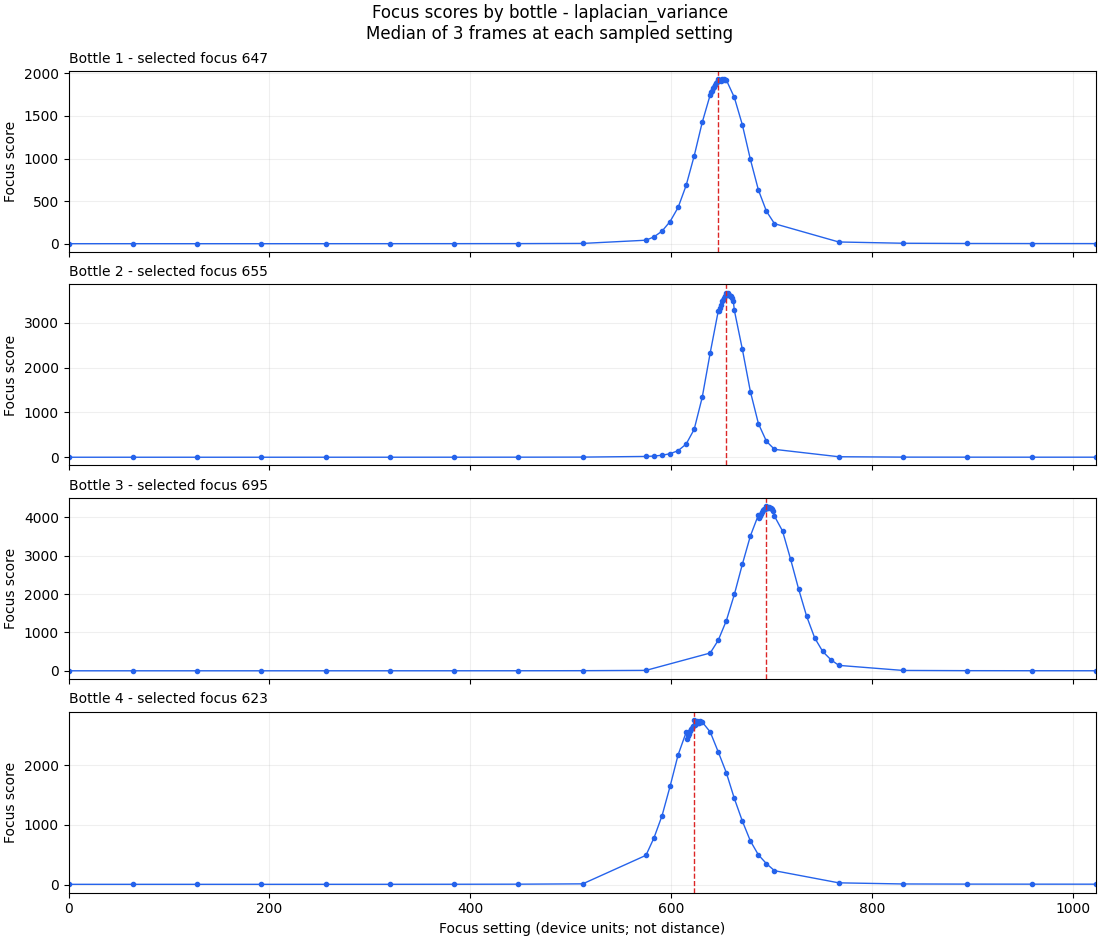 Focus scores by bottle - laplacian_variance
Median of 3 frames at each sampled setting
Bottle 1 - selected focus 647
2000
1500
1000
500
0
Focus score
Bottle 2 - selected focus 655
3000
2000
1000
0
Focus score
Bottle 3 - selected focus 695
4000
3000
2000
1000
0
Focus score
Bottle 4 - selected focus 623
2000
1000
0
Focus score
0 200 400 600 800 1000
Focus setting (device units; not distance)